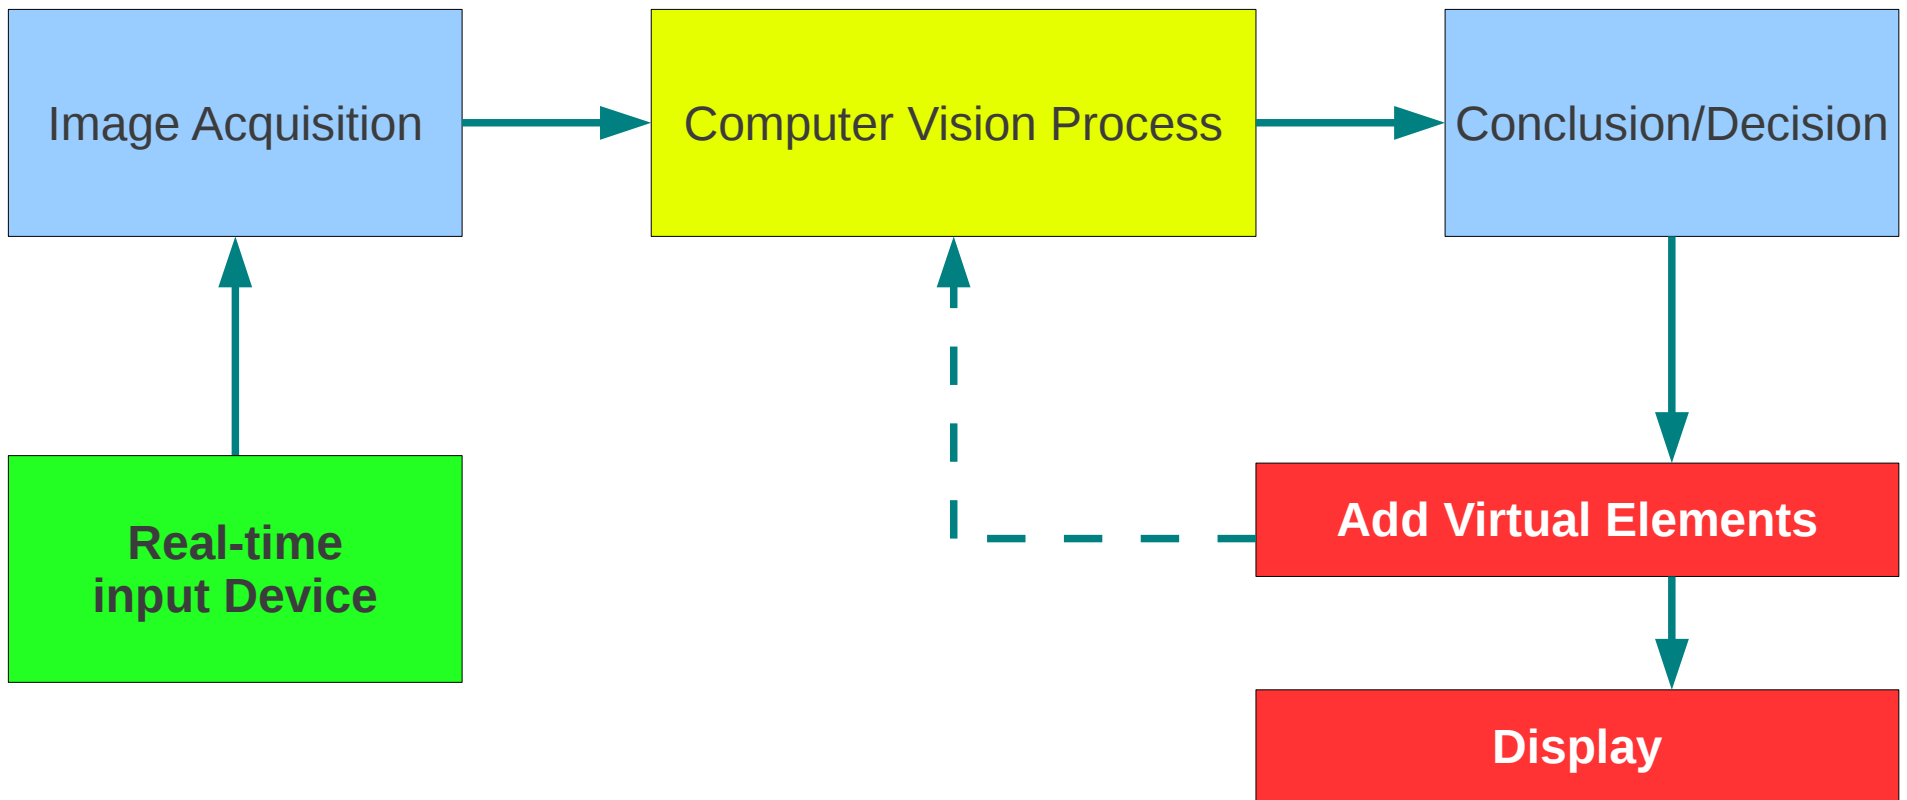 Image Acquisition
Computer Vision Process
Conclusion/Decision
Real-time
input Device
Add Virtual Elements
Display